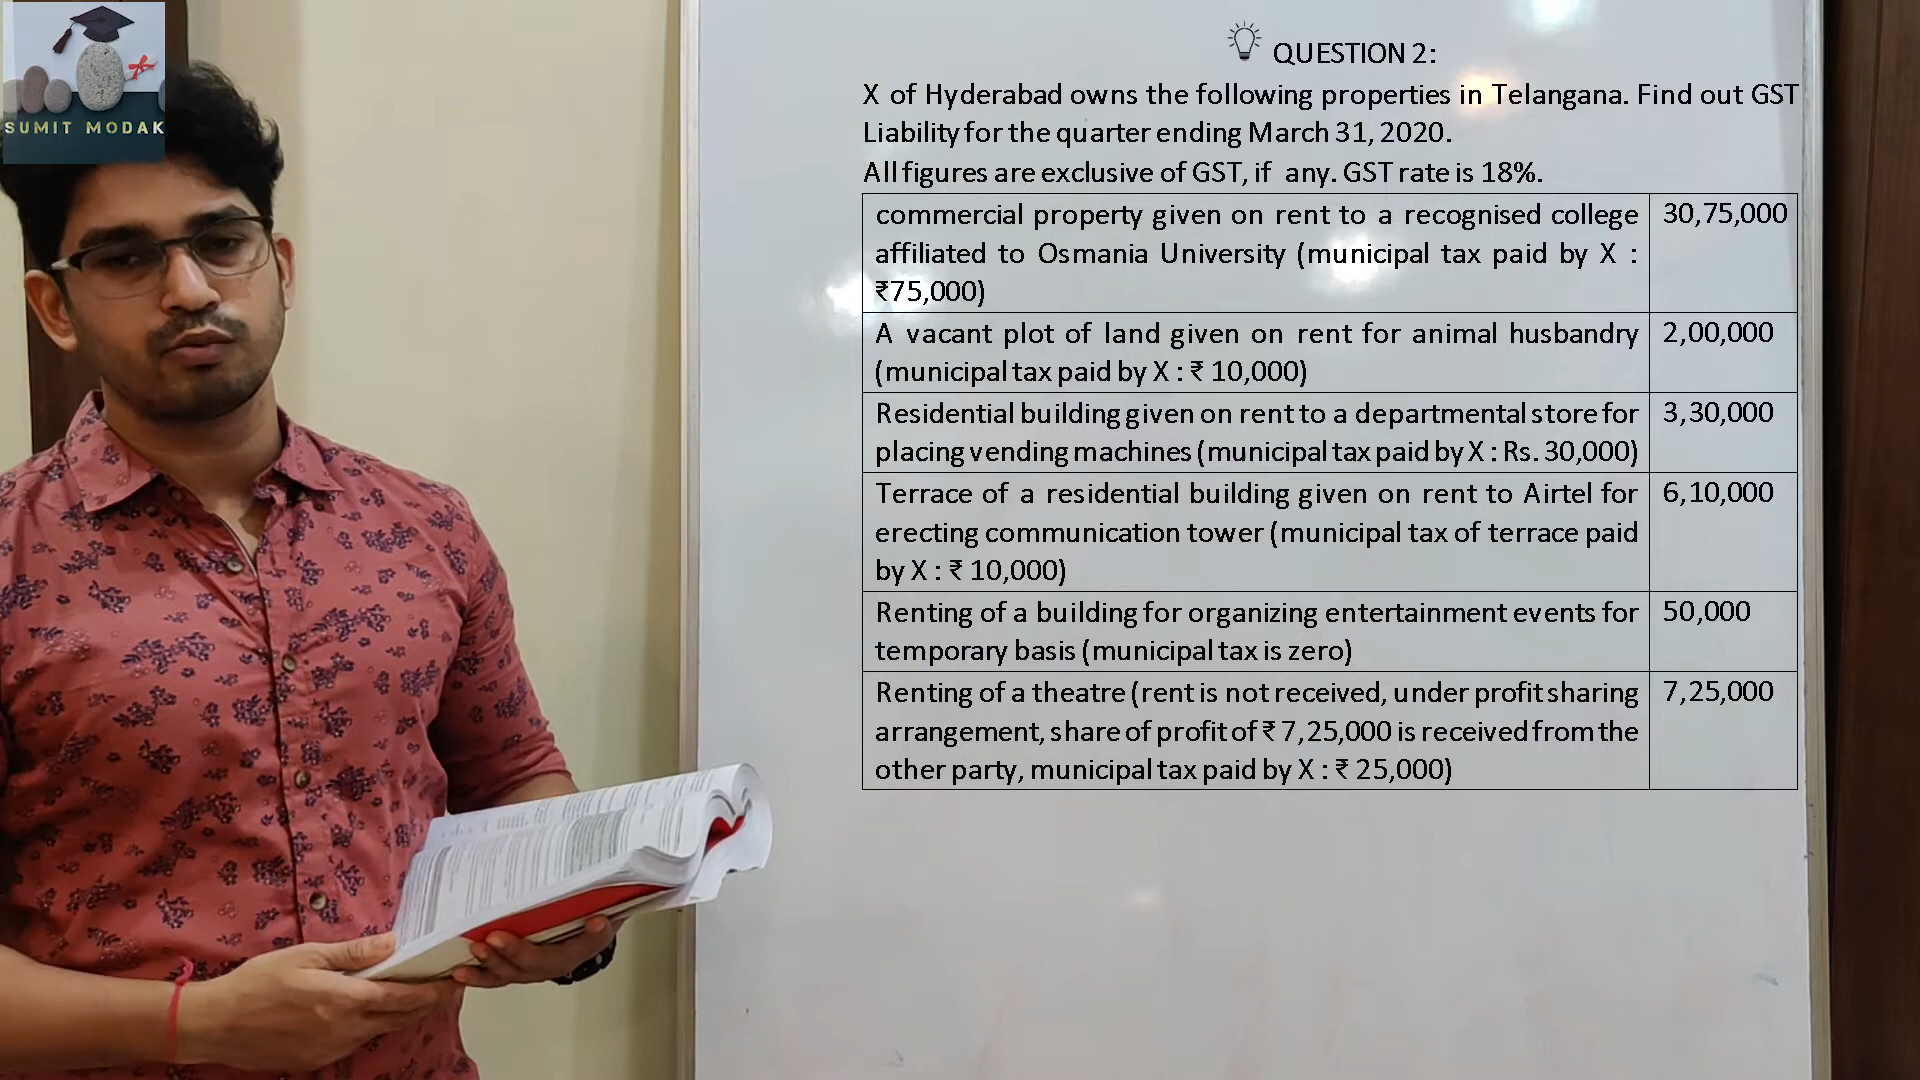 SUMIT MODAK
QUESTION 2:
X of Hyderabad owns the following properties in Telangana. Find out GST
Liability for the quarter ending March 31, 2020.
All figures are exclusive of GST, if any. GST rate is 18%.
commercial property given on rent to a recognised college 30,75,000
affiliated to Osmania University (municipal tax paid by X :
₹75,000)
A vacant plot of land given on rent for animal husbandry 2,00,000
(municipal tax paid by X : ₹ 10,000)
Residential building given on rent to a departmental store for 3,30,000
placing vending machines (municipal tax paid by X : Rs. 30,000)
Terrace of a residential building given on rent to Airtel for 6,10,000
erecting communication tower (municipal tax of terrace paid
by X : ₹ 10,000)
Renting of a building for organizing entertainment events for 50,000
temporary basis (municipal tax is zero)
Renting of a theatre (rent is not received, under profit sharing 7,25,000
arrangement, share of profit of ₹ 7,25,000 is received from the
other party, municipal tax paid by X : ₹ 25,000)